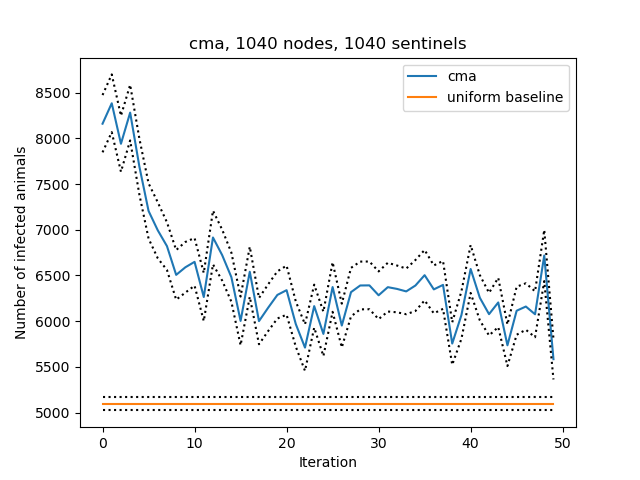 cma, 1040 nodes, 1040 sentinels
cma
uniform baseline
Number of infected animals
8500
8000
7500
7000
6500
6000
5500
5000
0
10
20
30
40
50
Iteration